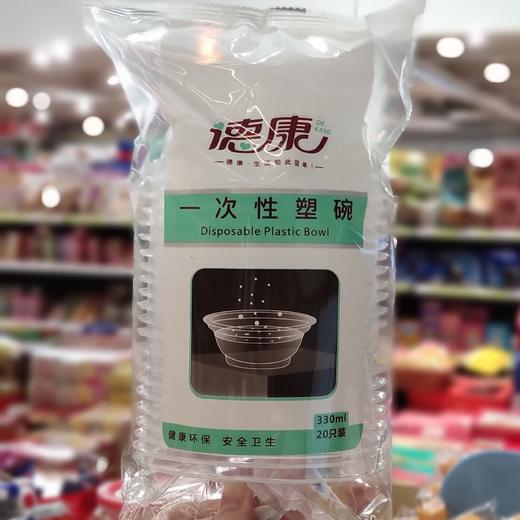 德康
DE
KANG
德康 生活如此简单!
一次性塑碗
Disposable Plastic Bowl
330ml
20只装
健康环保 安全卫生